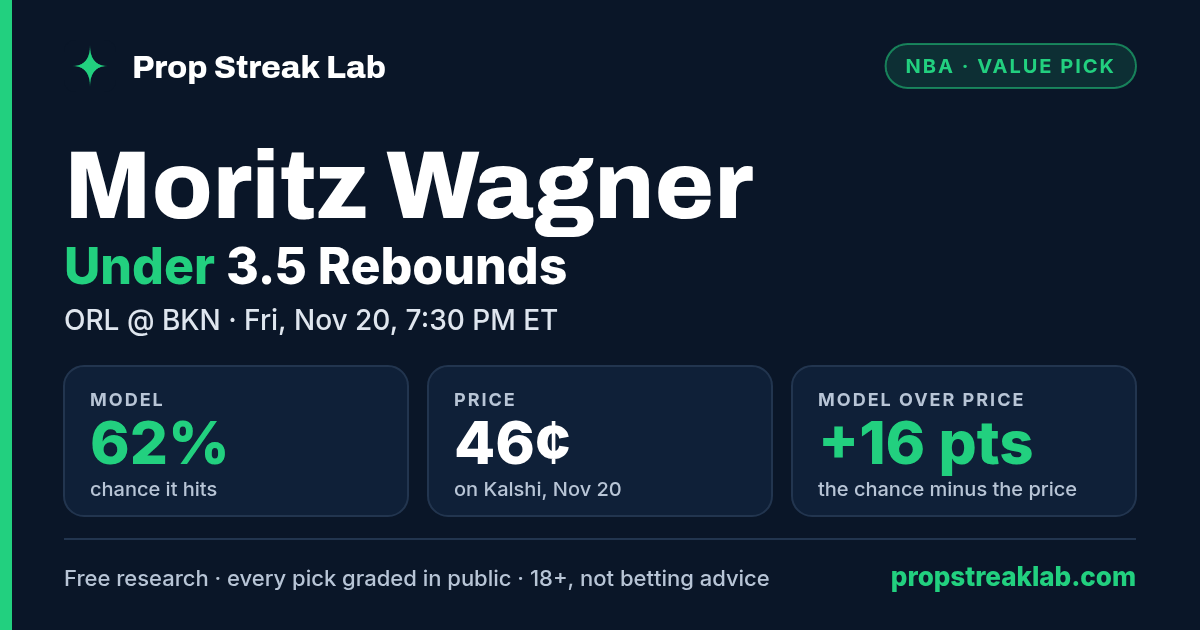 Prop Streak Lab
NBA · VALUE PICK
Moritz Wagner
Under 3.5 Rebounds
ORL @ BKN · Fri, Nov 20, 7:30 PM ET
MODEL
62%
chance it hits
PRICE
46¢
on Kalshi, Nov 20
MODEL OVER PRICE
+16 pts
the chance minus the price
Free research · every pick graded in public · 18+, not betting advice
propstreaklab.com